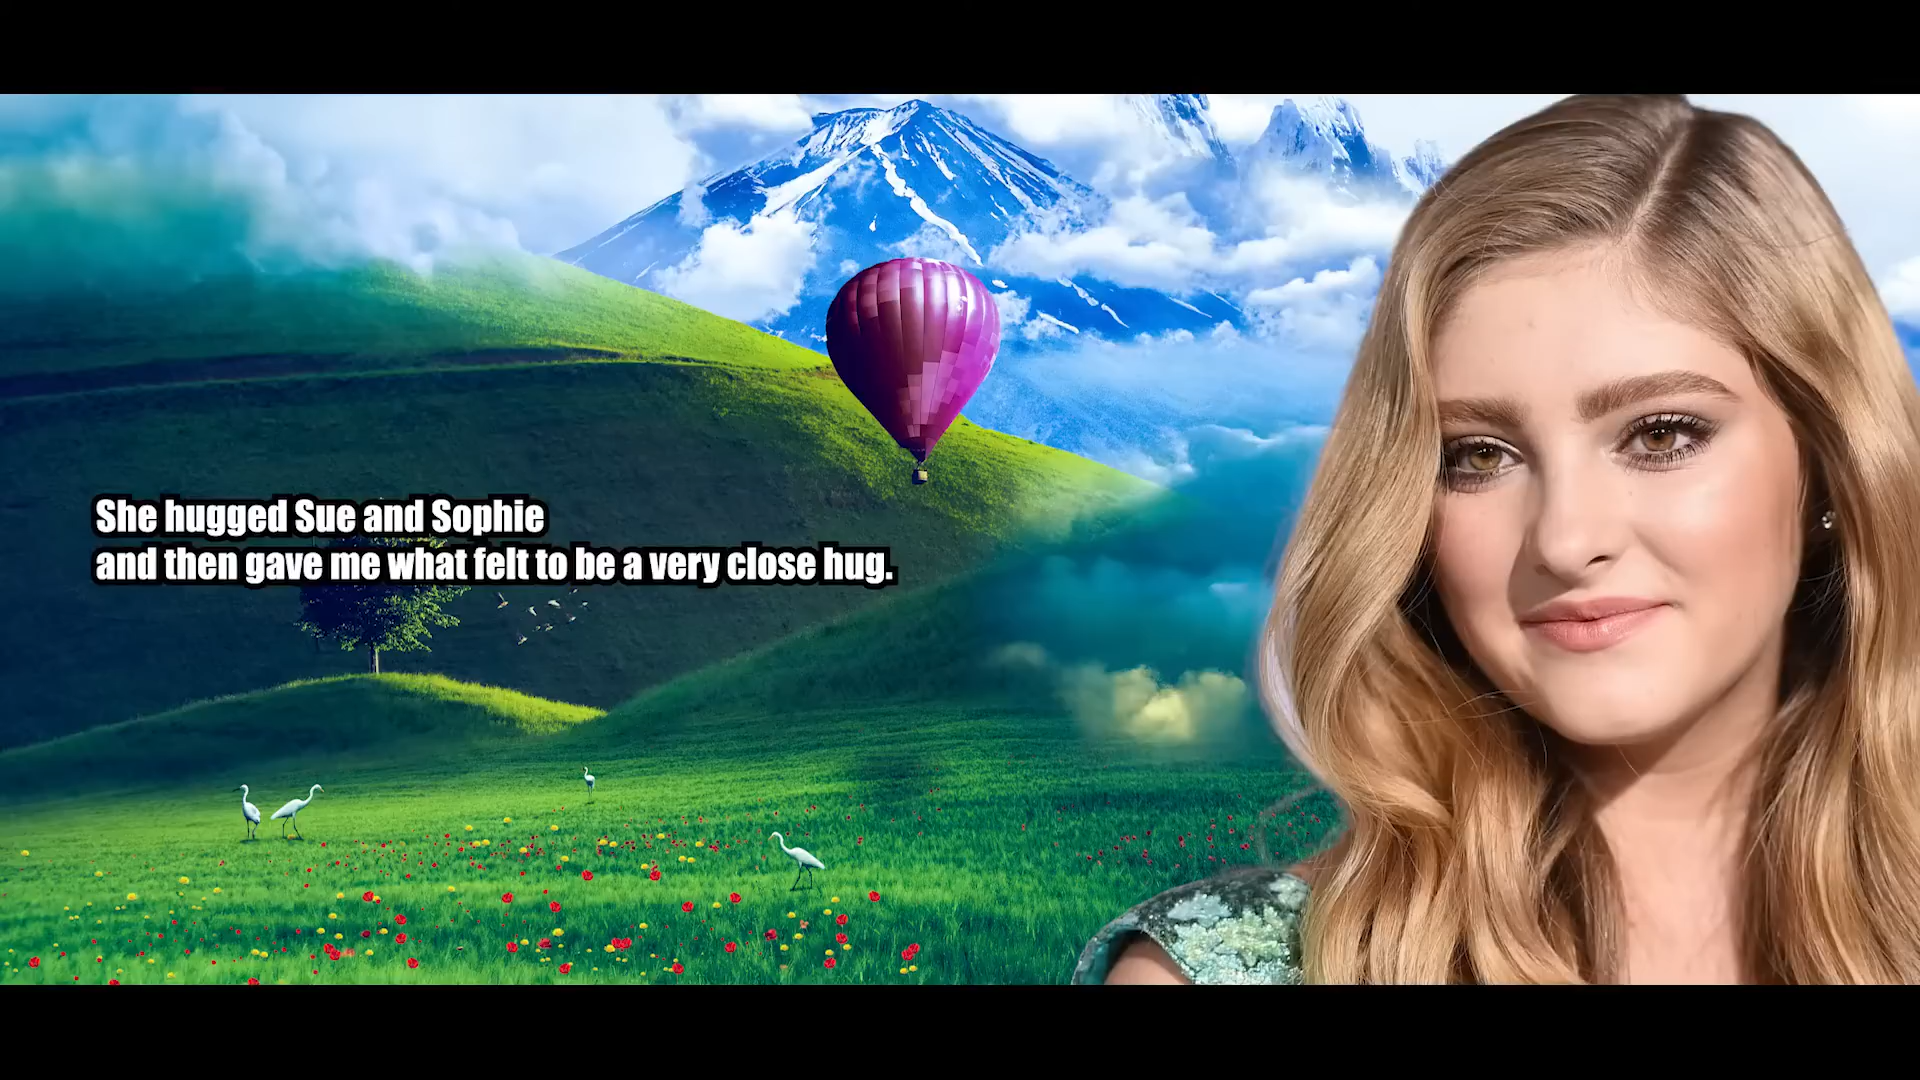 She hugged Sue and Sophie
and then gave me what felt to be a very close hug.